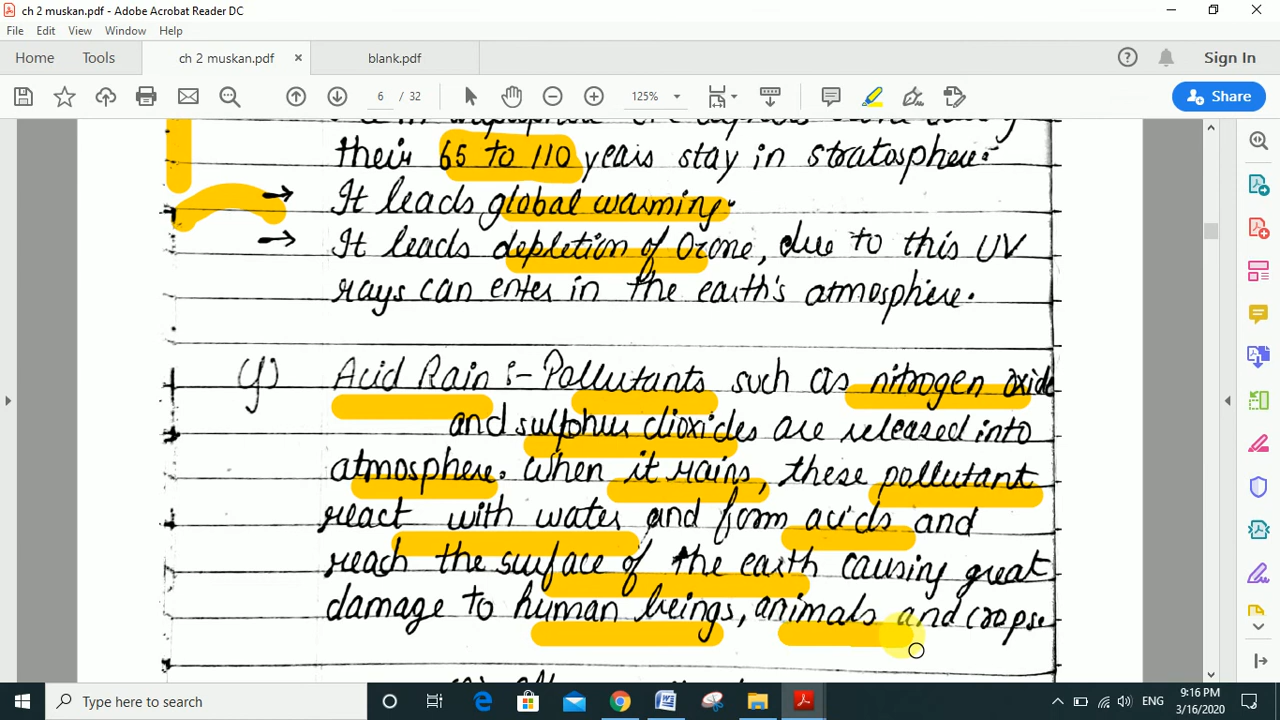 ch 2 muskan.pdf - Adobe Acrobat Reader DC
File Edit View Window Help
Home Tools ch 2 muskan.pdf × blank.pdf Sign In
6 / 32 125% Share
their 65 to 110 years stay in stratosphere.
→ It leads global warming.
→ It leads depletion of Ozone, due to this UV
rays can enter in the earth's atmosphere.
Acid Rain :- Pollutants such as nitrogen oxide
and sulphur dioxides are released into
atmosphere. When it rains, these pollutant
react with water and form acids and
reach the surface of the earth causing great
damage to human beings, animals and crops
Type here to search
ENG 9:16 PM
3/16/2020